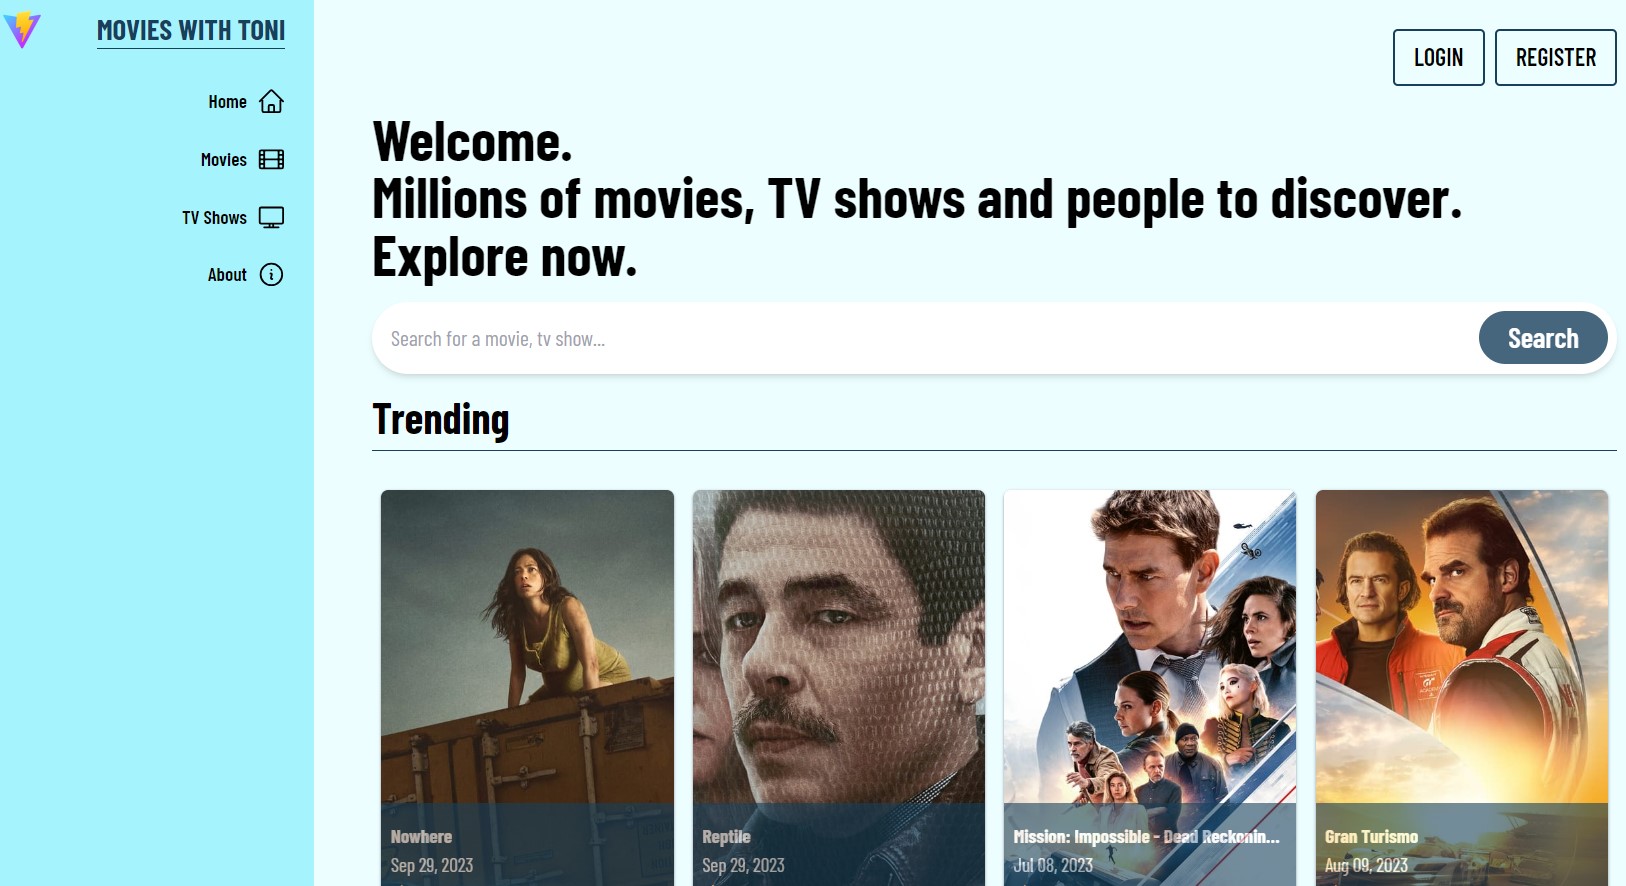 MOVIES WITH TONI
Home
Movies
TV Shows
About
LOGIN
REGISTER
Welcome.
Millions of movies, TV shows and people to discover.
Explore now.
Search for a movie, tv show...
Search
Trending
Nowhere
Sep 29, 2023
Reptile
Sep 29, 2023
Mission: Impossible - Dead Reckonin...
Jul 08, 2023
Gran Turismo
Aug 09, 2023